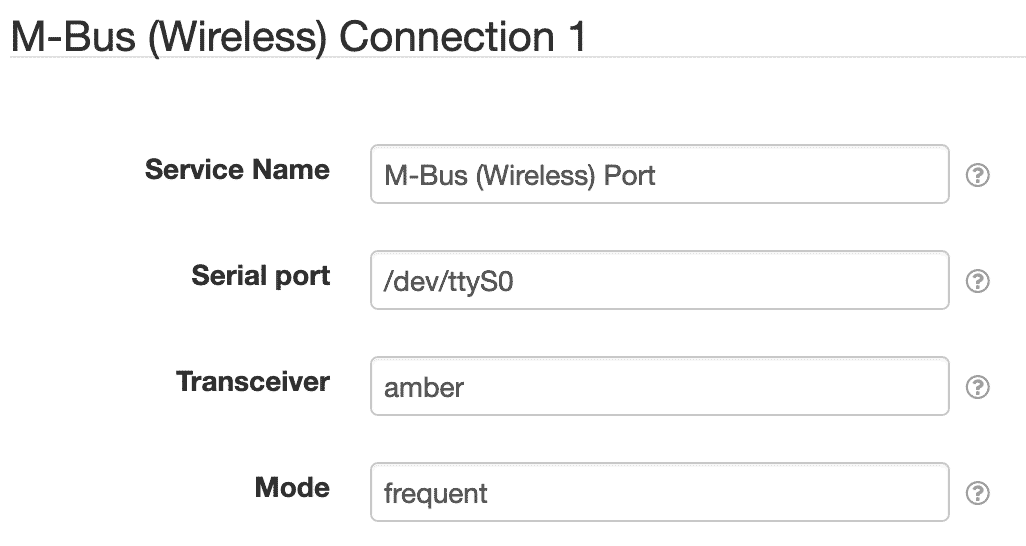 M-Bus (Wireless) Connection 1
Service Name M-Bus (Wireless) Port ?
Serial port /dev/ttyS0 ?
Transceiver amber ?
Mode frequent ?